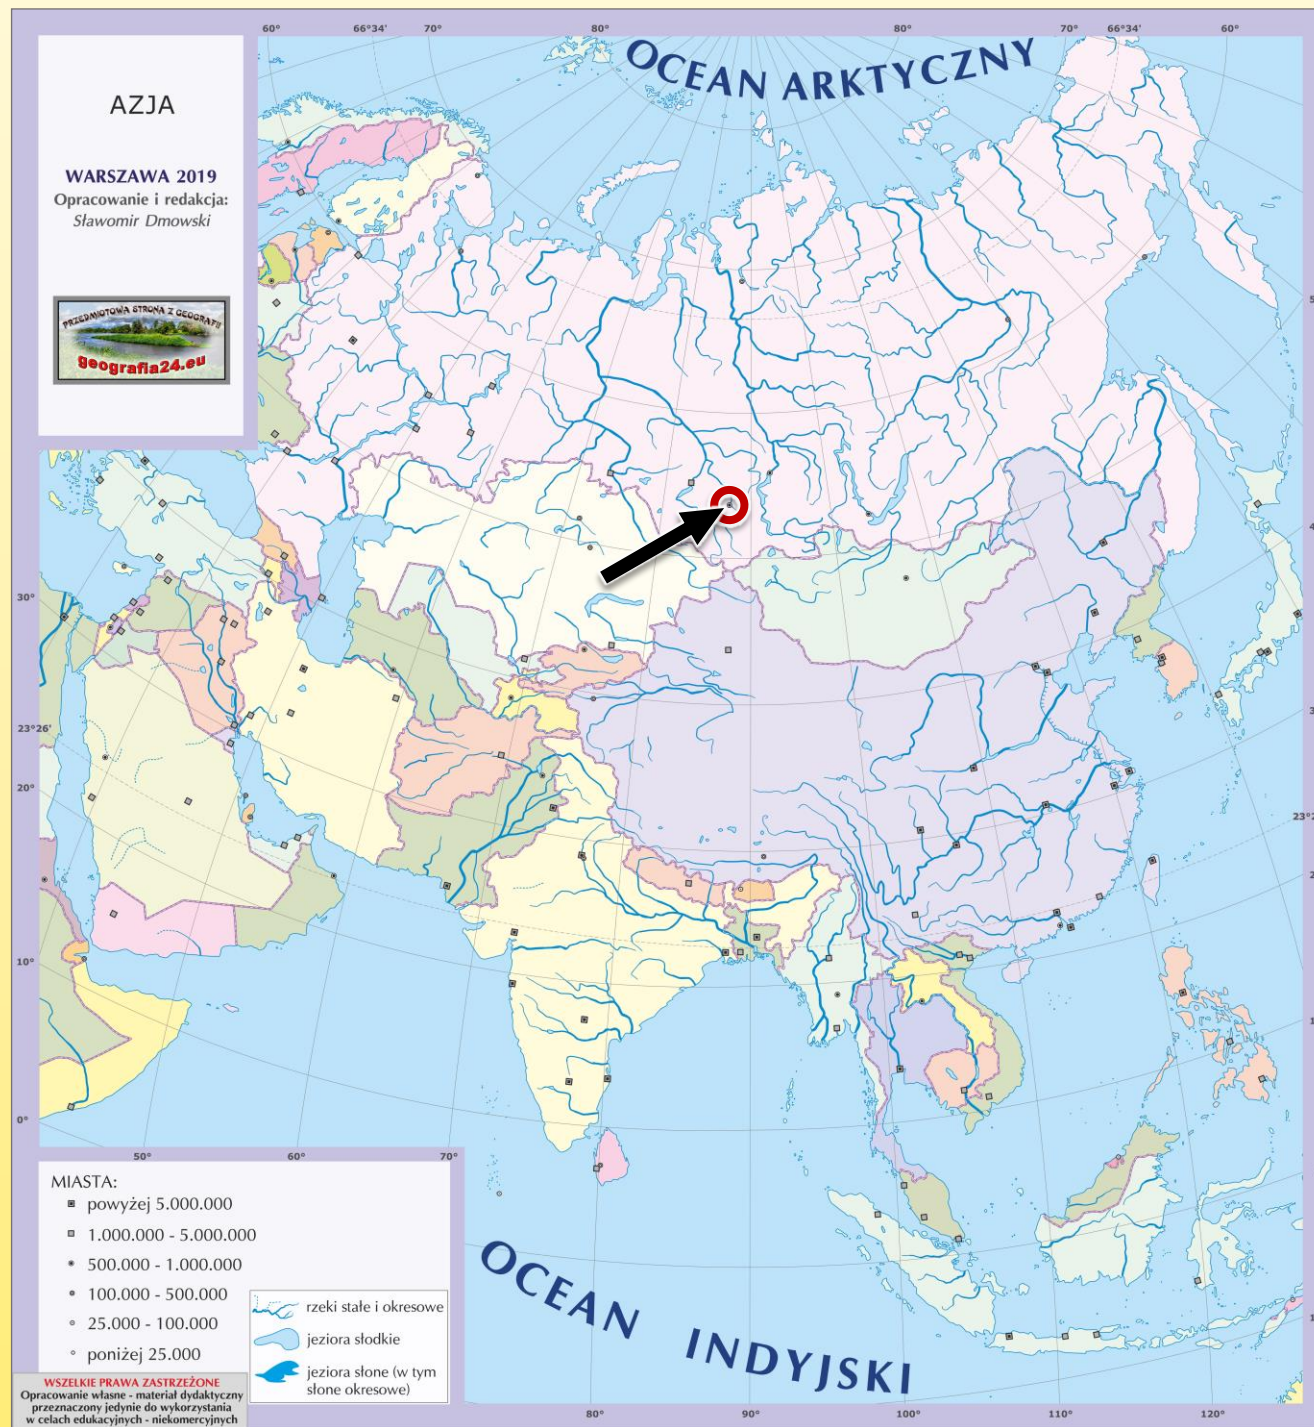 60°
66°34'
70°
80°
80°
70°
66°34'
60°
OCEAN ARKTYCZNY
AZJA
WARSZAWA 2019
Opracowanie i redakcja:
Sławomir Dmowski
PRZEDMIOTOWA STRONA Z GEOGRAFII
geografia24.eu
30°
23°26'
20°
10°
0°
50°
60°
70°
MIASTA:
powyżej 5.000.000
1.000.000 - 5.000.000
500.000 - 1.000.000
100.000 - 500.000
25.000 - 100.000
poniżej 25.000
rzeki stałe i okresowe
jeziora słodkie
jeziora słone (w tym
słone okresowe)
OCEAN INDYJSKI
WSZELKIE PRAWA ZASTRZEŻONE
Opracowanie własne - materiał dydaktyczny
przeznaczony jedynie do wykorzystania
w celach edukacyjnych - niekomercyjnych
80°
90°
100°
110°
120°